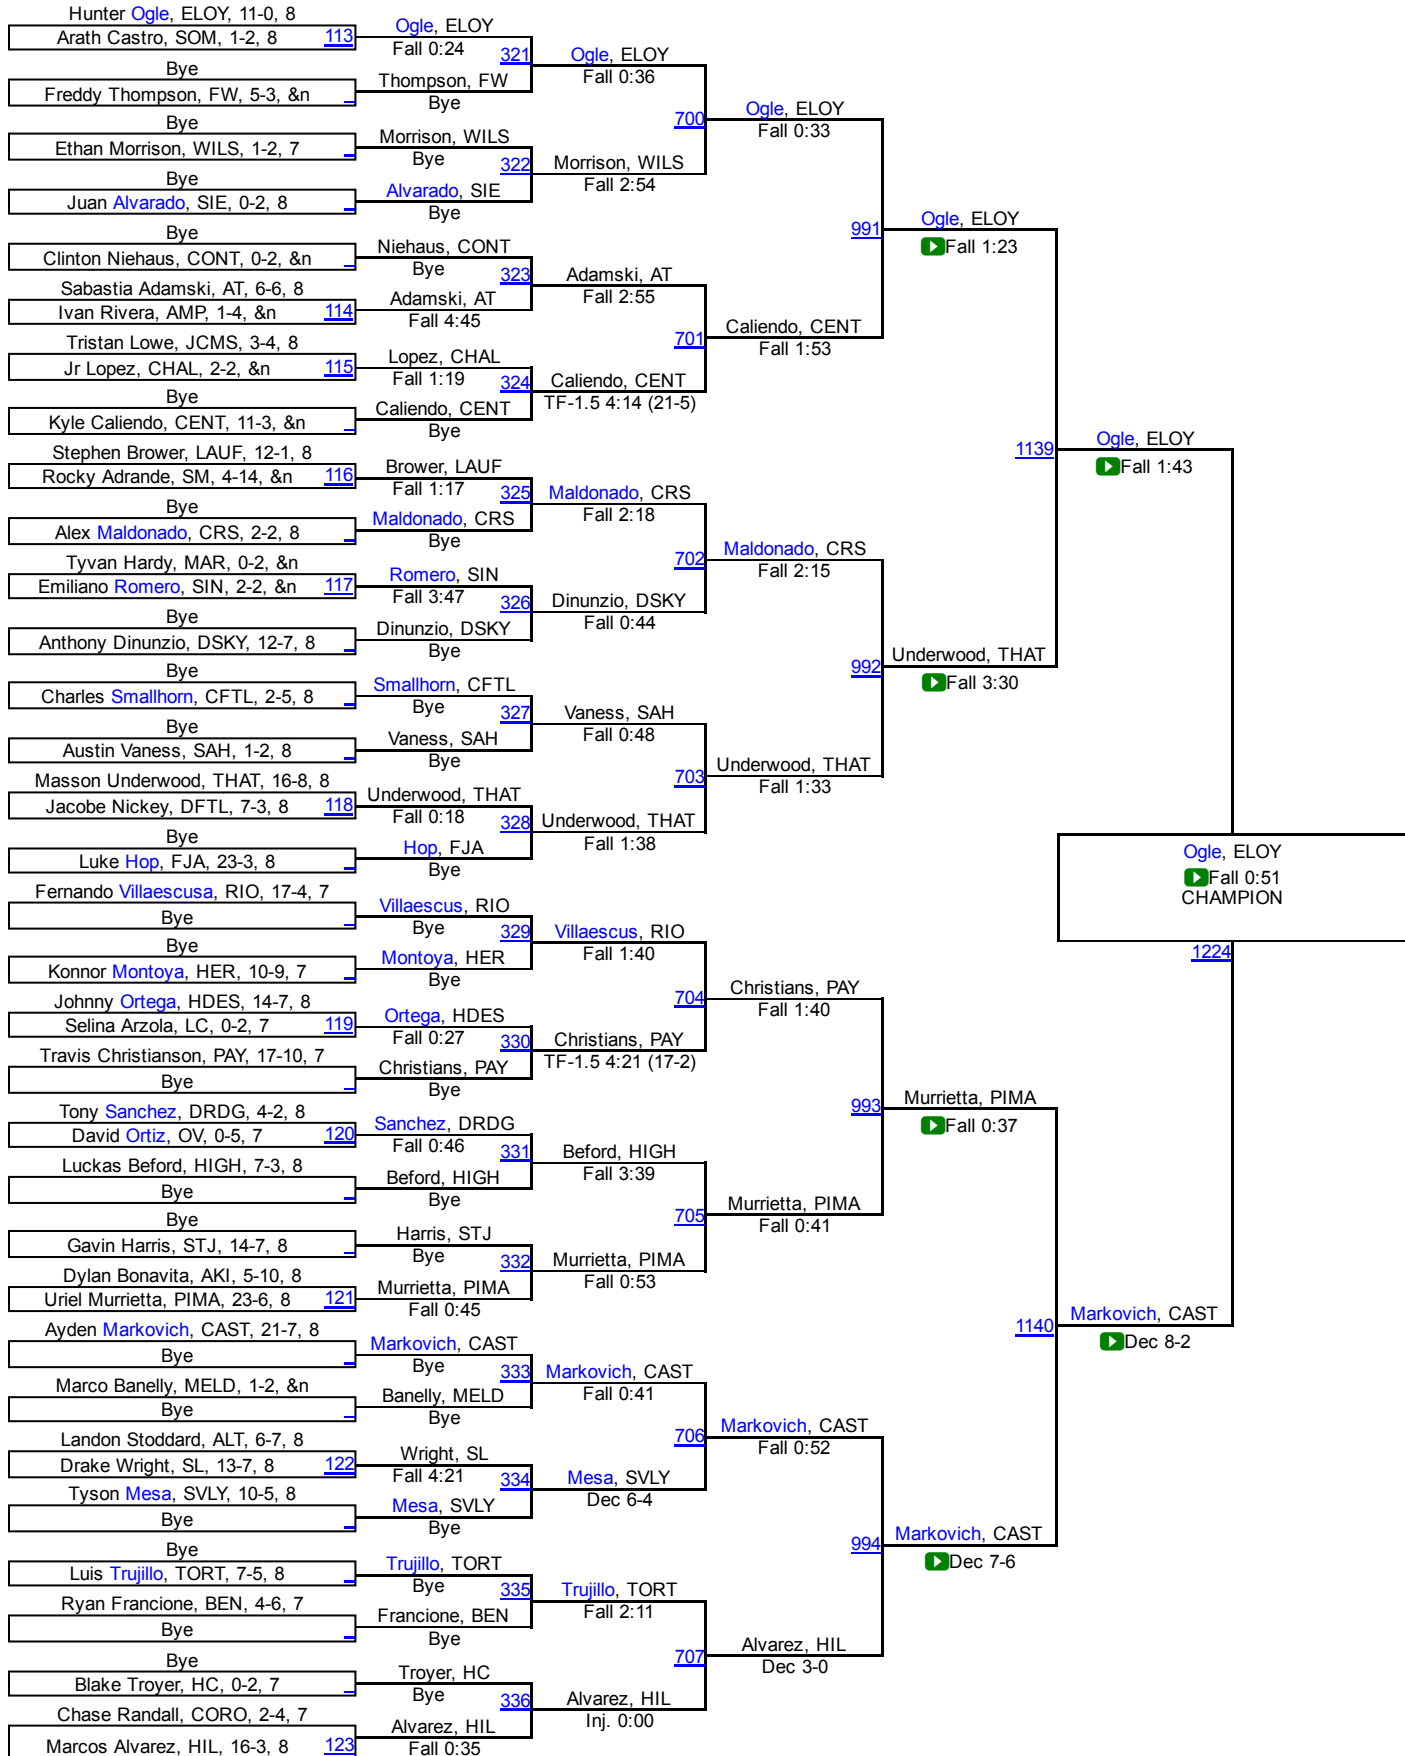 Hunter Ogle, ELOY, 11-0, 8
Arath Castro, SOM, 1-2, 8 113
Bye
Freddy Thompson, FW, 5-3, &n
Bye
Ethan Morrison, WILS, 1-2, 7
Bye
Juan Alvarado, SIE, 0-2, 8
Bye
Clinton Niehaus, CONT, 0-2, &n
Sabastia Adamski, AT, 6-6, 8
Ivan Rivera, AMP, 1-4, &n 114
Tristan Lowe, JCMS, 3-4, 8
Jr Lopez, CHAL, 2-2, &n 115
Bye
Kyle Caliendo, CENT, 11-3, &n
Stephen Brower, LAUF, 12-1, 8
Rocky Adrande, SM, 4-14, &n 116
Bye
Alex Maldonado, CRS, 2-2, 8
Tyvan Hardy, MAR, 0-2, &n
Emiliano Romero, SIN, 2-2, &n 117
Bye
Anthony Dinunzio, DSKY, 12-7, 8
Bye
Charles Smallhorn, CFTL, 2-5, 8
Bye
Austin Vaness, SAH, 1-2, 8
Masson Underwood, THAT, 16-8, 8
Jacobe Nickey, DFTL, 7-3, 8 118
Bye
Luke Hop, FJA, 23-3, 8
Fernando Villaescusa, RIO, 17-4, 7
Bye
Bye
Konnor Montoya, HER, 10-9, 7
Johnny Ortega, HDES, 14-7, 8
Selina Arzola, LC, 0-2, 7 119
Travis Christianson, PAY, 17-10, 7
Bye
Tony Sanchez, DRDG, 4-2, 8
David Ortiz, OV, 0-5, 7 120
Luckas Beford, HIGH, 7-3, 8
Bye
Bye
Gavin Harris, STJ, 14-7, 8
Dylan Bonavita, AKI, 5-10, 8
Uriel Murrietta, PIMA, 23-6, 8 121
Ayden Markovich, CAST, 21-7, 8
Bye
Marco Banelly, MELD, 1-2, &n
Bye
Landon Stoddard, ALT, 6-7, 8
Drake Wright, SL, 13-7, 8 122
Tyson Mesa, SVLY, 10-5, 8
Bye
Bye
Luis Trujillo, TORT, 7-5, 8
Ryan Francione, BEN, 4-6, 7
Bye
Bye
Blake Troyer, HC, 0-2, 7
Chase Randall, CORO, 2-4, 7
Marcos Alvarez, HIL, 16-3, 8 123
Ogle, ELOY
Fall 0:24
321
Thompson, FW
Bye
Morrison, WILS
Bye
322
Alvarado, SIE
Bye
Niehaus, CONT
Bye
323
Adamski, AT
Fall 4:45
Lopez, CHAL
Fall 1:19
324
Caliendo, CENT
Bye
Brower, LAUF
Fall 1:17
325
Maldonado, CRS
Bye
Romero, SIN
Fall 3:47
326
Dinunzio, DSKY
Bye
Smallhorn, CFTL
Bye
327
Vaness, SAH
Bye
Underwood, THAT
Fall 0:18
328
Hop, FJA
Bye
Villaescus, RIO
Bye
329
Montoya, HER
Bye
Ortega, HDES
Fall 0:27
330
Christians, PAY
Bye
Sanchez, DRDG
Fall 0:46
331
Beford, HIGH
Bye
Harris, STJ
Bye
332
Murrietta, PIMA
Fall 0:45
Markovich, CAST
Bye
333
Banelly, MELD
Bye
Wright, SL
Fall 4:21
334
Mesa, SVLY
Bye
Trujillo, TORT
Bye
335
Francione, BEN
Bye
Troyer, HC
Bye
336
Alvarez, HIL
Fall 0:35
Ogle, ELOY
Fall 0:36
700
Morrison, WILS
Fall 2:54
Adamski, AT
Fall 2:55
701
Caliendo, CENT
TF-1.5 4:14 (21-5)
Maldonado, CRS
Fall 2:18
702
Dinunzio, DSKY
Fall 0:44
Vaness, SAH
Fall 0:48
703
Underwood, THAT
Fall 1:38
Villaescus, RIO
Fall 1:40
704
Christians, PAY
TF-1.5 4:21 (17-2)
Beford, HIGH
Fall 3:39
705
Murrietta, PIMA
Fall 0:53
Markovich, CAST
Fall 0:41
706
Mesa, SVLY
Dec 6-4
Trujillo, TORT
Fall 2:11
707
Alvarez, HIL
Inj. 0:00
Ogle, ELOY
Fall 0:33
991
Caliendo, CENT
Fall 1:53
Maldonado, CRS
Fall 2:15
992
Underwood, THAT
Fall 1:33
Christians, PAY
Fall 1:40
993
Murrietta, PIMA
Fall 0:41
Markovich, CAST
Fall 0:52
994
Alvarez, HIL
Dec 3-0
Ogle, ELOY
Fall 1:23
1139
Underwood, THAT
Fall 3:30
Murrietta, PIMA
Fall 0:37
1140
Markovich, CAST
Dec 7-6
Ogle, ELOY
Fall 1:43
Markovich, CAST
Dec 8-2
Ogle, ELOY
Fall 0:51
CHAMPION
1224